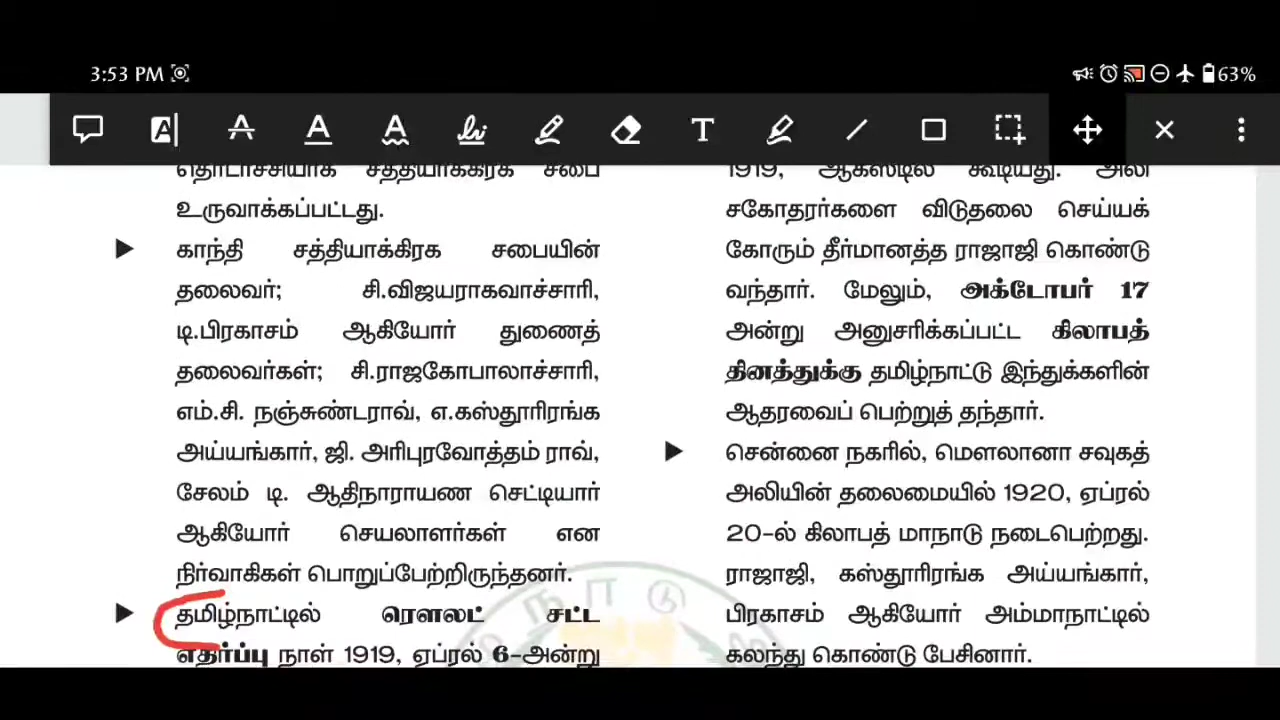 3:53 PM
63%
தொடர்ச்சியாக சத்தியாக்கிரக சபை
உருவாக்கப்பட்டது.
▶ காந்தி சத்தியாக்கிரக சபையின்
தலைவர்; சி.விஜயராகவாச்சாரி,
டி.பிரகாசம் ஆகியோர் துணைத்
தலைவர்கள்; சி.ராஜகோபாலாச்சாரி,
எம்.சி. நஞ்சுண்டராவ், எ.கஸ்தூரிரங்க
அய்யங்கார், ஜி. அரிபுரவோத்தம் ராவ்,
சேலம் டி. ஆதிநாராயண செட்டியார்
ஆகியோர் செயலாளர்கள் என
நிர்வாகிகள் பொறுப்பேற்றிருந்தனர்.
▶ தமிழ்நாட்டில் ரௌலட் சட்ட
எதிர்ப்பு நாள் 1919, ஏப்ரல் 6-அன்று
1919, ஆகஸ்டில் கூடியது. அலி
சகோதரர்களை விடுதலை செய்யக்
கோரும் தீர்மானத்த ராஜாஜி கொண்டு
வந்தார். மேலும், அக்டோபர் 17
அன்று அனுசரிக்கப்பட்ட கிலாபத்
தினத்துக்கு தமிழ்நாட்டு இந்துக்களின்
ஆதரவைப் பெற்றுத் தந்தார்.
▶ சென்னை நகரில், மௌலானா சவுகத்
அலியின் தலைமையில் 1920, ஏப்ரல்
20-ல் கிலாபத் மாநாடு நடைபெற்றது.
ராஜாஜி, கஸ்தூரிரங்க அய்யங்கார்,
பிரகாசம் ஆகியோர் அம்மாநாட்டில்
கலந்து கொண்டு பேசினார்.